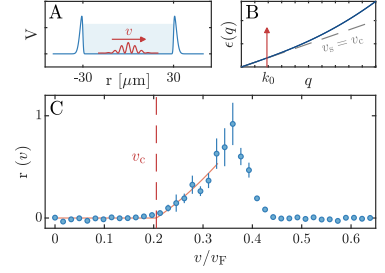 A
V
v
-30
30
r [μm]
B
ϵ(q)
v_s = v_c
k_0
q
C
r (v)
1
0
v_c
0
0.1
0.2
0.3
0.4
0.5
0.6
v/v_F